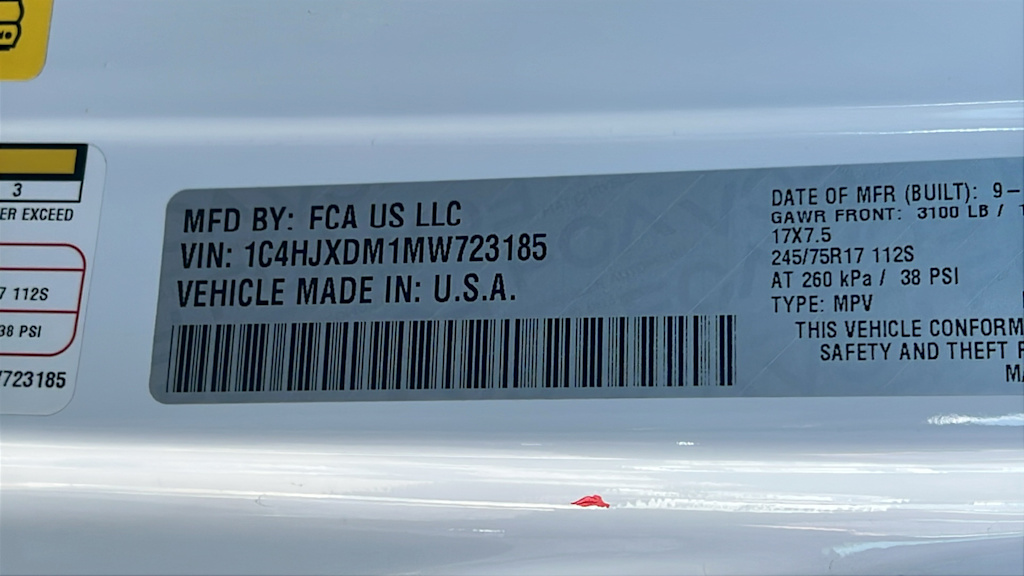 3
ER EXCEED
7 112S
38 PSI
723185
MFD BY: FCA US LLC
VIN: 1C4HJXDM1MW723185
VEHICLE MADE IN: U.S.A.
DATE OF MFR (BUILT): 9-
GAWR FRONT: 3100 LB /
17X7.5
245/75R17 112S
AT 260 kPa / 38 PSI
TYPE: MPV
THIS VEHICLE CONFORM
SAFETY AND THEFT
MA